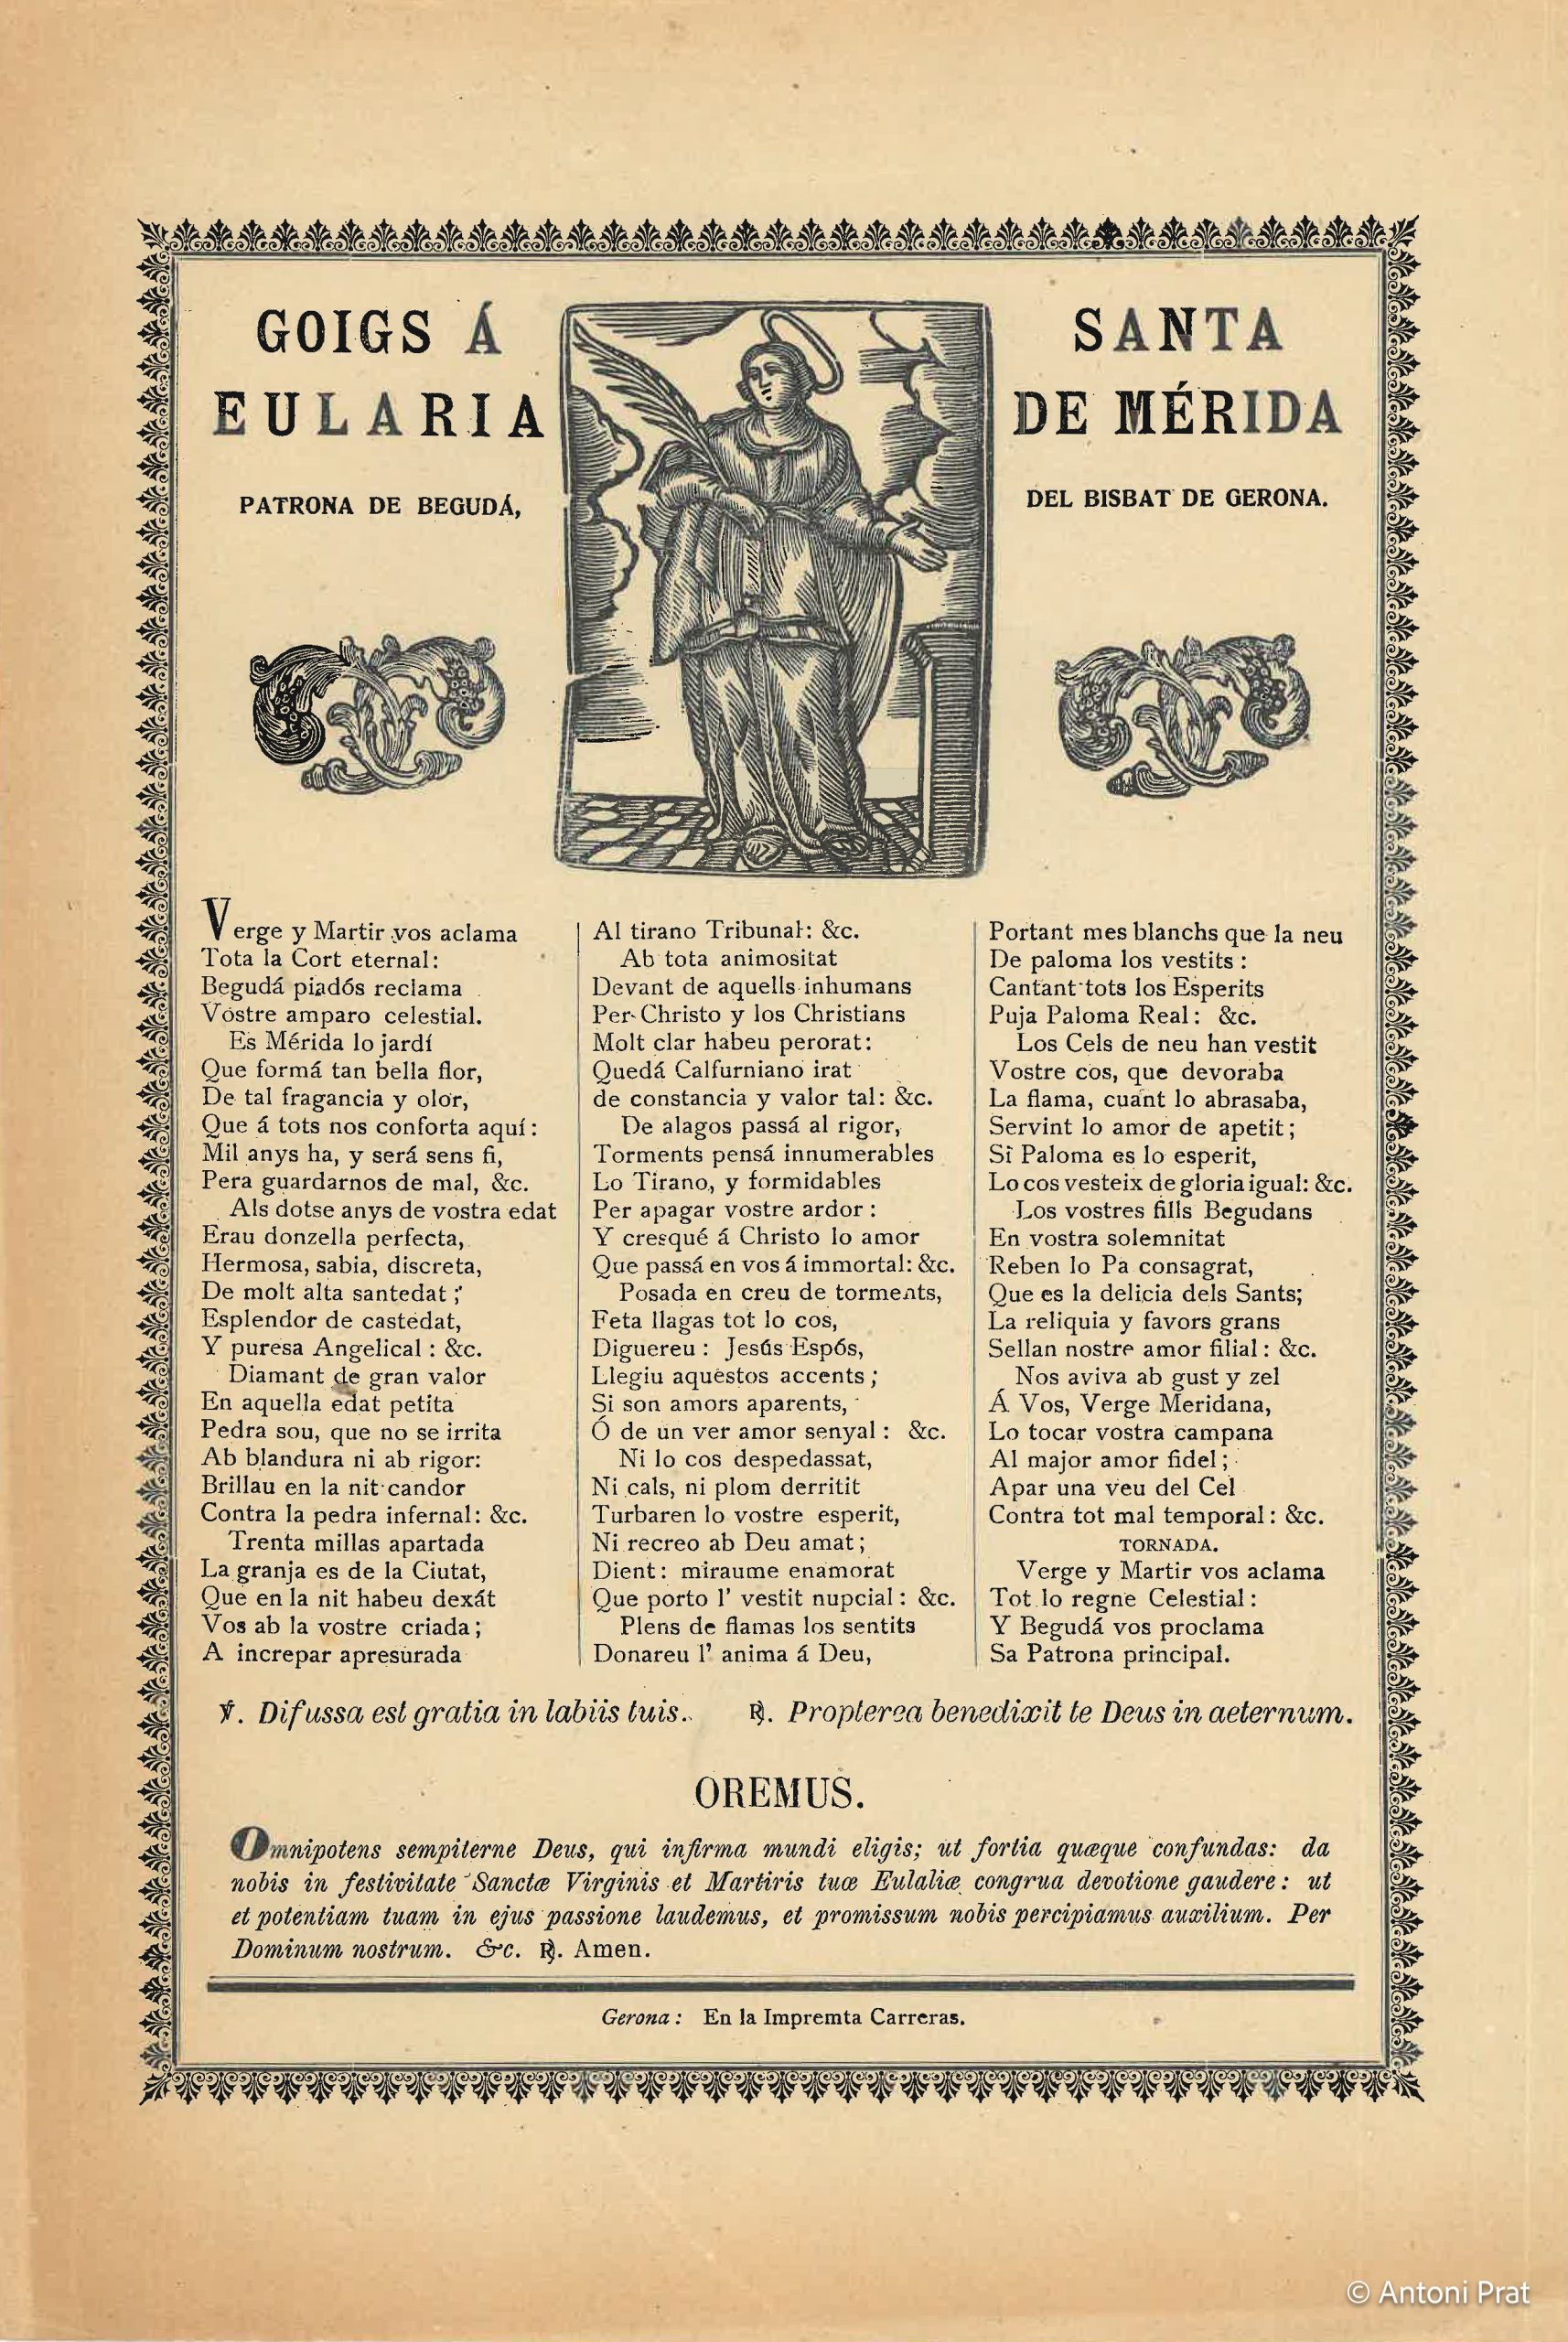 GOIGS Á SANTA
EULARIA DE MÉRIDA
PATRONA DE BEGUDÁ, DEL BISBAT DE GERONA.
Verge y Martir vos aclama
Tota la Cort eternal:
Begudá piadós reclama
Vostre amparo celestial.
Es Mérida lo jardí
Que formá tan bella flor,
De tal fragancia y olor,
Que á tots nos conforta aquí:
Mil anys ha, y será sens fi,
Pera guardarnos de mal, &c.
Als dotse anys de vostra edat
Erau donzella perfecta,
Hermosa, sabia, discreta,
De molt alta santedat;
Esplendor de castedat,
Y puresa Angelical: &c.
Diamant de gran valor
En aquella edat petita
Pedra sou, que no se irrita
Ab blandura ni ab rigor:
Brillau en la nit candor
Contra la pedra infernal: &c.
Trenta millas apartada
La granja es de la Ciutat,
Que en la nit habeu dexát
Vos ab la vostre criada;
A increpar apresurada
Al tirano Tribunal: &c.
Ab tota animositat
Devant de aquells inhumans
Per Christo y los Christians
Molt clar habeu perorat:
Quedá Calfurniano irat
de constancia y valor tal: &c.
De alagos passá al rigor,
Torments pensá innumerables
Lo Tirano, y formidables
Per apagar vostre ardor:
Y cresqué á Christo lo amor
Que passá en vos á immortal: &c.
Posada en creu de torments,
Feta llagas tot lo cos,
Diguereu: Jesús Espós,
Llegiu aquestos accents;
Si son amors aparents,
Ó de un ver amor senyal: &c.
Ni lo cos despedassat,
Ni cals, ni plom derritit
Turbaren lo vostre esperit,
Ni recreo ab Deu amat;
Dient: miraume enamorat
Que porto l' vestit nupcial: &c.
Plens de flamas los sentits
Donareu l' anima á Deu,
Portant mes blanchs que la neu
De paloma los vestits:
Cantant tots los Esperits
Puja Paloma Real: &c.
Los Cels de neu han vestit
Vostre cos, que devoraba
La flama, cuant lo abrasaba,
Servint lo amor de apetit;
Si Paloma es lo esperit,
Lo cos vesteix de gloria igual: &c.
Los vostres fills Begudans
En vostra solemnitat
Reben lo Pa consagrat,
Que es la delicia dels Sants;
La reliquia y favors grans
Sellan nostre amor filial: &c.
Nos aviva ab gust y zel
Á Vos, Verge Meridana,
Lo tocar vostra campana
Al major amor fidel;
Apar una veu del Cel
Contra tot mal temporal: &c.
TORNADA.
Verge y Martir vos aclama
Tot lo regne Celestial:
Y Begudá vos proclama
Sa Patrona principal.
℣. Difussa est gratia in labiis tuis. ℟. Propterea benedixit te Deus in aeternum.
OREMUS.
Omnipotens sempiterne Deus, qui infirma mundi eligis; ut fortia quæque confundas: da
nobis in festivitate Sanctæ Virginis et Martiris tuæ Eulaliæ congrua devotione gaudere: ut
et potentiam tuam in ejus passione laudemus, et promissum nobis percipiamus auxilium. Per
Dominum nostrum. &c. ℟. Amen.
Gerona: En la Impremta Carreras.
© Antoni Prat